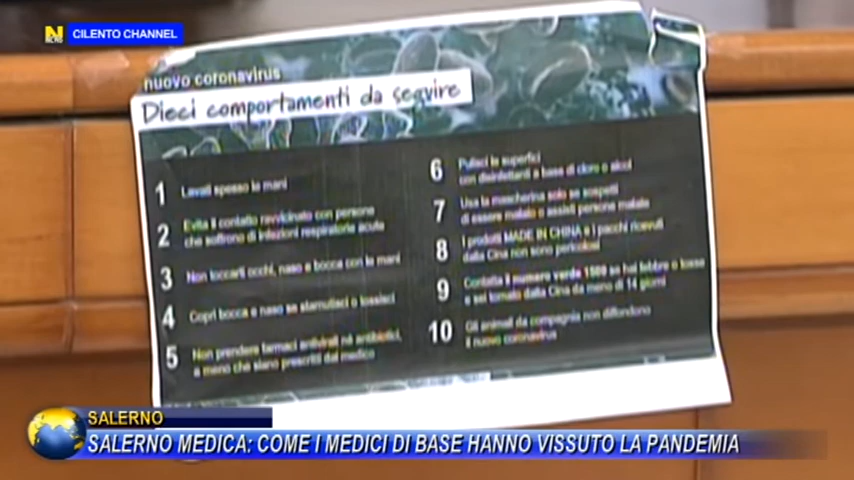 N
CILENTO CHANNEL
nuovo coronavirus
Dieci comportamenti da seguire
1 Lavati spesso le mani
2 Evita il contatto ravvicinato con persone
che soffrono di infezioni respiratorie acute
3 Non toccarti occhi, naso e bocca con le mani
4 Copri bocca e naso se starnutisci o tossisci
5 Non prendere farmaci antivirali né antibiotici,
a meno che siano prescritti dal medico
6 Pulisci le superfici
con disinfettanti a base di cloro o alcol
7 Usa la mascherina solo se sospetti
di essere malato o assisti persone malate
8 I prodotti MADE IN CHINA e i pacchi ricevuti
dalla Cina non sono pericolosi
9 Contatta il numero verde 1500 se hai febbre o tosse
e sei tornato dalla Cina da meno di 14 giorni
10 Gli animali da compagnia non diffondono
il nuovo coronavirus
SALERNO
SALERNO MEDICA: COME I MEDICI DI BASE HANNO VISSUTO LA PANDEMIA